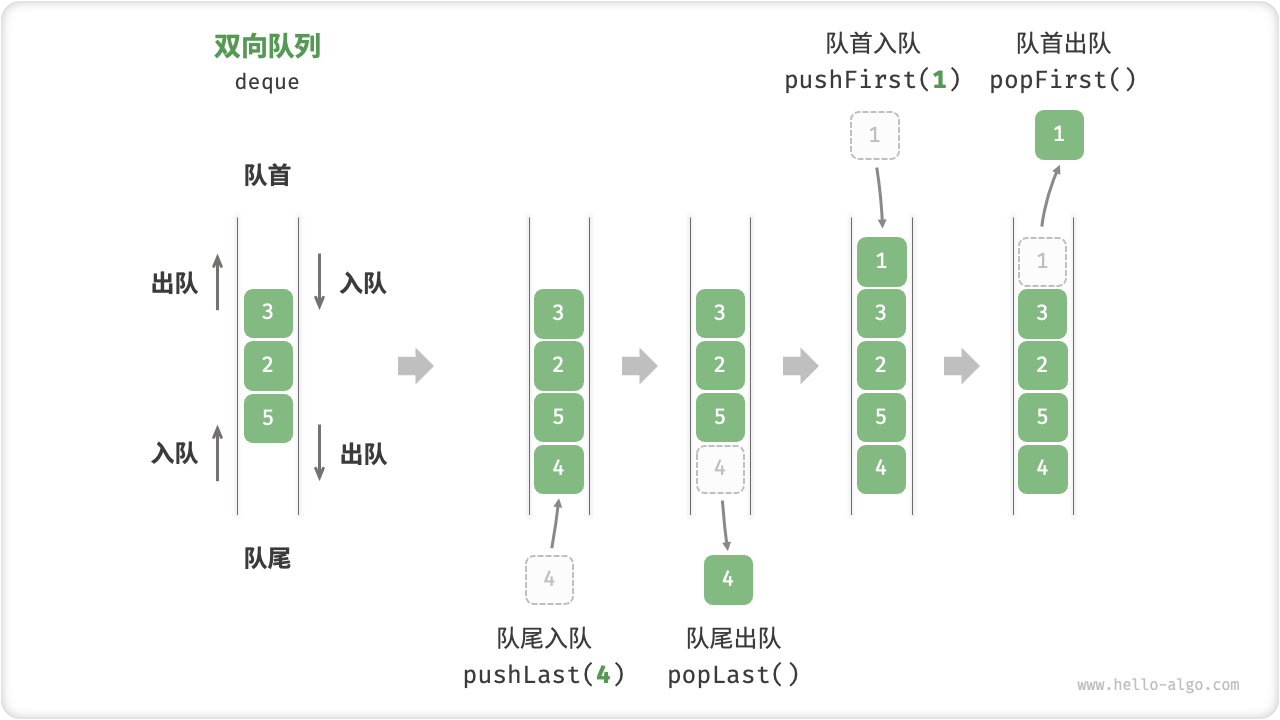 双向队列
deque
队首
出队
入队
3
2
5
入队
出队
队尾
3
2
5
4
4
队尾入队
pushLast(4)
3
2
5
4
4
队尾出队
popLast()
队首入队
pushFirst(1)
1
1
3
2
5
4
队首出队
popFirst()
1
1
3
2
5
4
www.hello-algo.com